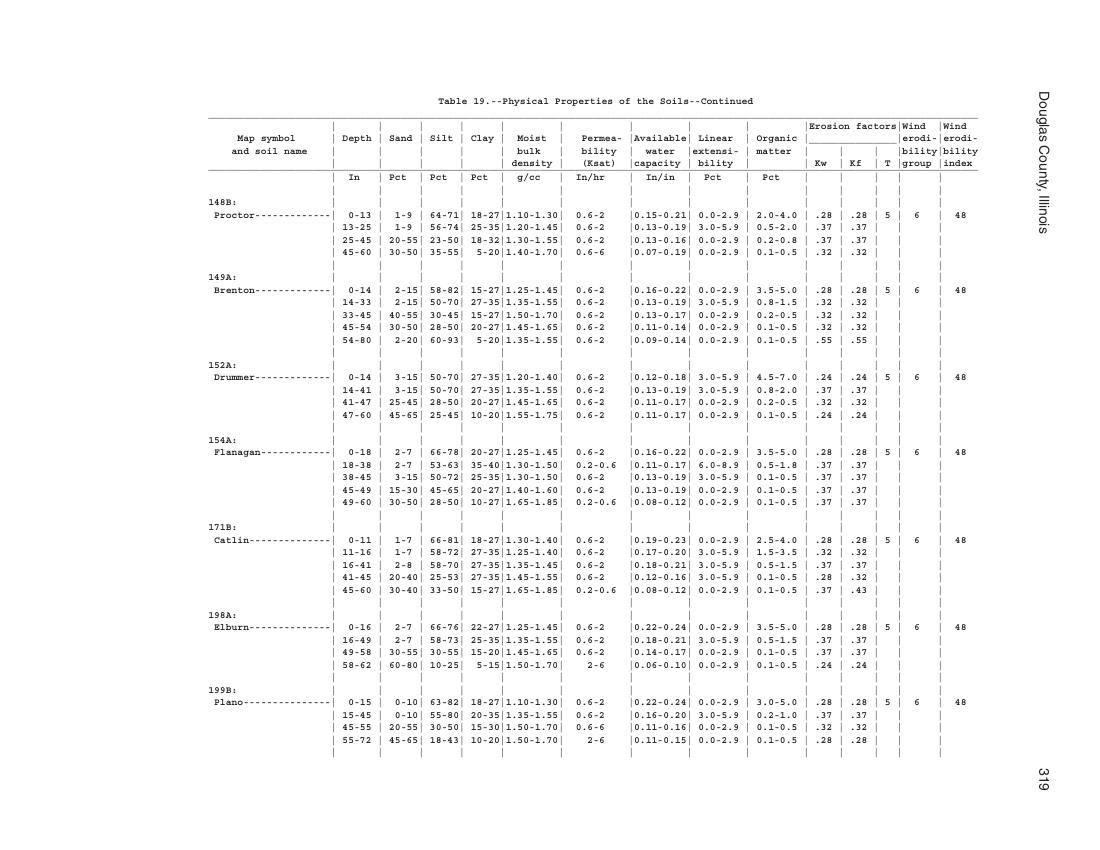 Table 19.--Physical Properties of the Soils--Continued
| | | | | | | | |Erosion factors|Wind |Wind
Map symbol | Depth | Sand | Silt | Clay | Moist | Permea- |Available| Linear | Organic | |erodi-|erodi-
and soil name | | | | | bulk | bility | water |extensi-| matter | | | |bility|bility
| | | | | density | (Ksat) |capacity | bility | | Kw | Kf | T |group |index
| In | Pct | Pct | Pct | g/cc | In/hr | In/in | Pct | Pct | | | | |
148B:
Proctor-------------| 0-13 | 1-9 | 64-71| 18-27|1.10-1.30| 0.6-2 |0.15-0.21| 0.0-2.9 | 2.0-4.0 | .28 | .28 | 5 | 6 | 48
| 13-25 | 1-9 | 56-74| 25-35|1.20-1.45| 0.6-2 |0.13-0.19| 3.0-5.9 | 0.5-2.0 | .37 | .37 | | |
| 25-45 | 20-55| 23-50| 18-32|1.30-1.55| 0.6-2 |0.13-0.16| 0.0-2.9 | 0.2-0.8 | .37 | .37 | | |
| 45-60 | 30-50| 35-55| 5-20|1.40-1.70| 0.6-6 |0.07-0.19| 0.0-2.9 | 0.1-0.5 | .32 | .32 | | |
149A:
Brenton-------------| 0-14 | 2-15| 58-82| 15-27|1.25-1.45| 0.6-2 |0.16-0.22| 0.0-2.9 | 3.5-5.0 | .28 | .28 | 5 | 6 | 48
| 14-33 | 2-15| 50-70| 27-35|1.35-1.55| 0.6-2 |0.13-0.19| 3.0-5.9 | 0.8-1.5 | .32 | .32 | | |
| 33-45 | 40-55| 30-45| 15-27|1.50-1.70| 0.6-2 |0.13-0.17| 0.0-2.9 | 0.2-0.5 | .32 | .32 | | |
| 45-54 | 30-50| 28-50| 20-27|1.45-1.65| 0.6-2 |0.11-0.14| 0.0-2.9 | 0.1-0.5 | .32 | .32 | | |
| 54-80 | 2-20| 60-93| 5-20|1.35-1.55| 0.6-2 |0.09-0.14| 0.0-2.9 | 0.1-0.5 | .55 | .55 | | |
152A:
Drummer-------------| 0-14 | 3-15| 50-70| 27-35|1.20-1.40| 0.6-2 |0.12-0.18| 3.0-5.9 | 4.5-7.0 | .24 | .24 | 5 | 6 | 48
| 14-41 | 3-15| 50-70| 27-35|1.35-1.55| 0.6-2 |0.13-0.19| 3.0-5.9 | 0.8-2.0 | .37 | .37 | | |
| 41-47 | 25-45| 28-50| 20-27|1.45-1.65| 0.6-2 |0.11-0.17| 0.0-2.9 | 0.2-0.5 | .32 | .32 | | |
| 47-60 | 45-65| 25-45| 10-20|1.55-1.75| 0.6-2 |0.11-0.17| 0.0-2.9 | 0.1-0.5 | .24 | .24 | | |
154A:
Flanagan------------| 0-18 | 2-7 | 66-78| 20-27|1.25-1.45| 0.6-2 |0.16-0.22| 0.0-2.9 | 3.5-5.0 | .28 | .28 | 5 | 6 | 48
| 18-38 | 2-7 | 53-63| 35-40|1.30-1.50| 0.2-0.6 |0.11-0.17| 6.0-8.9 | 0.5-1.8 | .37 | .37 | | |
| 38-45 | 3-15| 50-72| 25-35|1.30-1.50| 0.6-2 |0.13-0.19| 3.0-5.9 | 0.1-0.5 | .37 | .37 | | |
| 45-49 | 15-30| 45-65| 20-27|1.40-1.60| 0.6-2 |0.13-0.19| 0.0-2.9 | 0.1-0.5 | .37 | .37 | | |
| 49-60 | 30-50| 28-50| 10-27|1.65-1.85| 0.2-0.6 |0.08-0.12| 0.0-2.9 | 0.1-0.5 | .37 | .37 | | |
171B:
Catlin--------------| 0-11 | 1-7 | 66-81| 18-27|1.30-1.40| 0.6-2 |0.19-0.23| 0.0-2.9 | 2.5-4.0 | .28 | .28 | 5 | 6 | 48
| 11-16 | 1-7 | 58-72| 27-35|1.25-1.40| 0.6-2 |0.17-0.20| 3.0-5.9 | 1.5-3.5 | .32 | .32 | | |
| 16-41 | 2-8 | 58-70| 27-35|1.35-1.45| 0.6-2 |0.18-0.21| 3.0-5.9 | 0.5-1.5 | .37 | .37 | | |
| 41-45 | 20-40| 25-53| 27-35|1.45-1.55| 0.6-2 |0.12-0.16| 3.0-5.9 | 0.1-0.5 | .28 | .32 | | |
| 45-60 | 30-40| 33-50| 15-27|1.65-1.85| 0.2-0.6 |0.08-0.12| 0.0-2.9 | 0.1-0.5 | .37 | .43 | | |
198A:
Elburn--------------| 0-16 | 2-7 | 66-76| 22-27|1.25-1.45| 0.6-2 |0.22-0.24| 0.0-2.9 | 3.5-5.0 | .28 | .28 | 5 | 6 | 48
| 16-49 | 2-7 | 58-73| 25-35|1.35-1.55| 0.6-2 |0.18-0.21| 3.0-5.9 | 0.5-1.5 | .37 | .37 | | |
| 49-58 | 30-55| 30-55| 15-20|1.45-1.65| 0.6-2 |0.14-0.17| 0.0-2.9 | 0.1-0.5 | .37 | .37 | | |
| 58-62 | 60-80| 10-25| 5-15|1.50-1.70| 2-6 |0.06-0.10| 0.0-2.9 | 0.1-0.5 | .24 | .24 | | |
199B:
Plano---------------| 0-15 | 0-10| 63-82| 18-27|1.10-1.30| 0.6-2 |0.22-0.24| 0.0-2.9 | 3.0-5.0 | .28 | .28 | 5 | 6 | 48
| 15-45 | 0-10| 55-80| 20-35|1.35-1.55| 0.6-2 |0.16-0.20| 3.0-5.9 | 0.2-1.0 | .37 | .37 | | |
| 45-55 | 20-55| 30-50| 15-30|1.50-1.70| 0.6-6 |0.11-0.16| 0.0-2.9 | 0.1-0.5 | .32 | .32 | | |
| 55-72 | 45-65| 18-43| 10-20|1.50-1.70| 2-6 |0.11-0.15| 0.0-2.9 | 0.1-0.5 | .28 | .28 | | |
Douglas County, Illinois
319